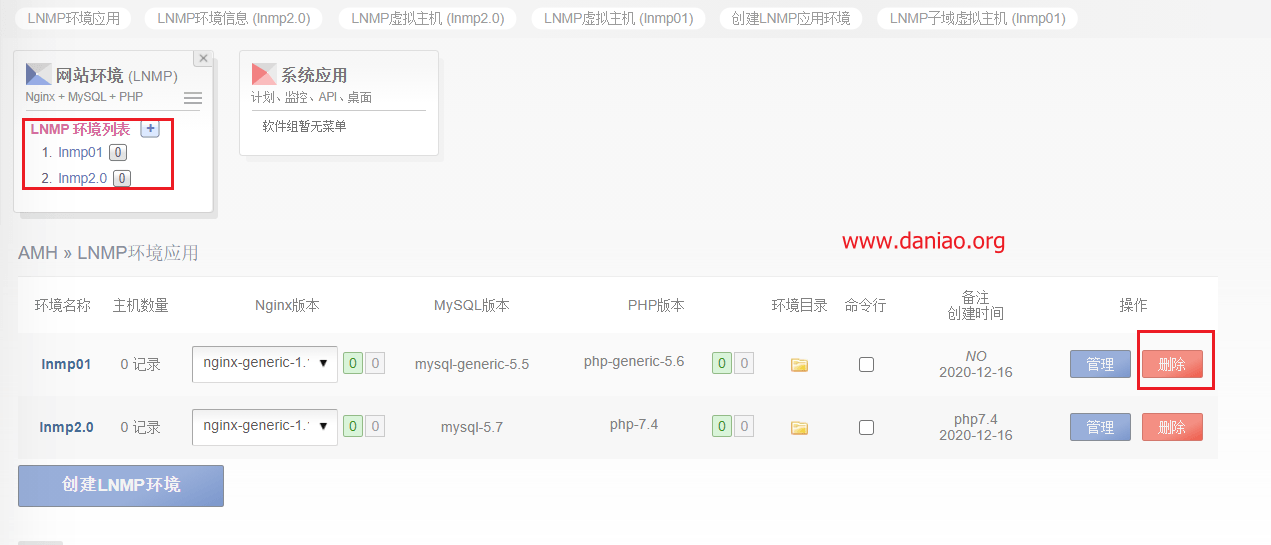 LNMP环境应用 LNMP环境信息 (lnmp2.0) LNMP虚拟主机 (lnmp2.0) LNMP虚拟主机 (lnmp01) 创建LNMP应用环境 LNMP子域虚拟主机 (lnmp01)
网站环境 (LNMP)
Nginx + MySQL + PHP
LNMP 环境列表 +
1. lnmp01 0
2. lnmp2.0 0
系统应用
计划、监控、API、桌面
软件组暂无菜单
www.daniao.org
AMH » LNMP环境应用
环境名称 主机数量 Nginx版本 MySQL版本 PHP版本 环境目录 命令行 备注 创建时间 操作
lnmp01 0 记录 nginx-generic-1. 0 0 mysql-generic-5.5 php-generic-5.6 0 0 NO 2020-12-16 管理 删除
lnmp2.0 0 记录 nginx-generic-1. 0 0 mysql-5.7 php-7.4 0 0 php7.4 2020-12-16 管理 删除
创建LNMP环境